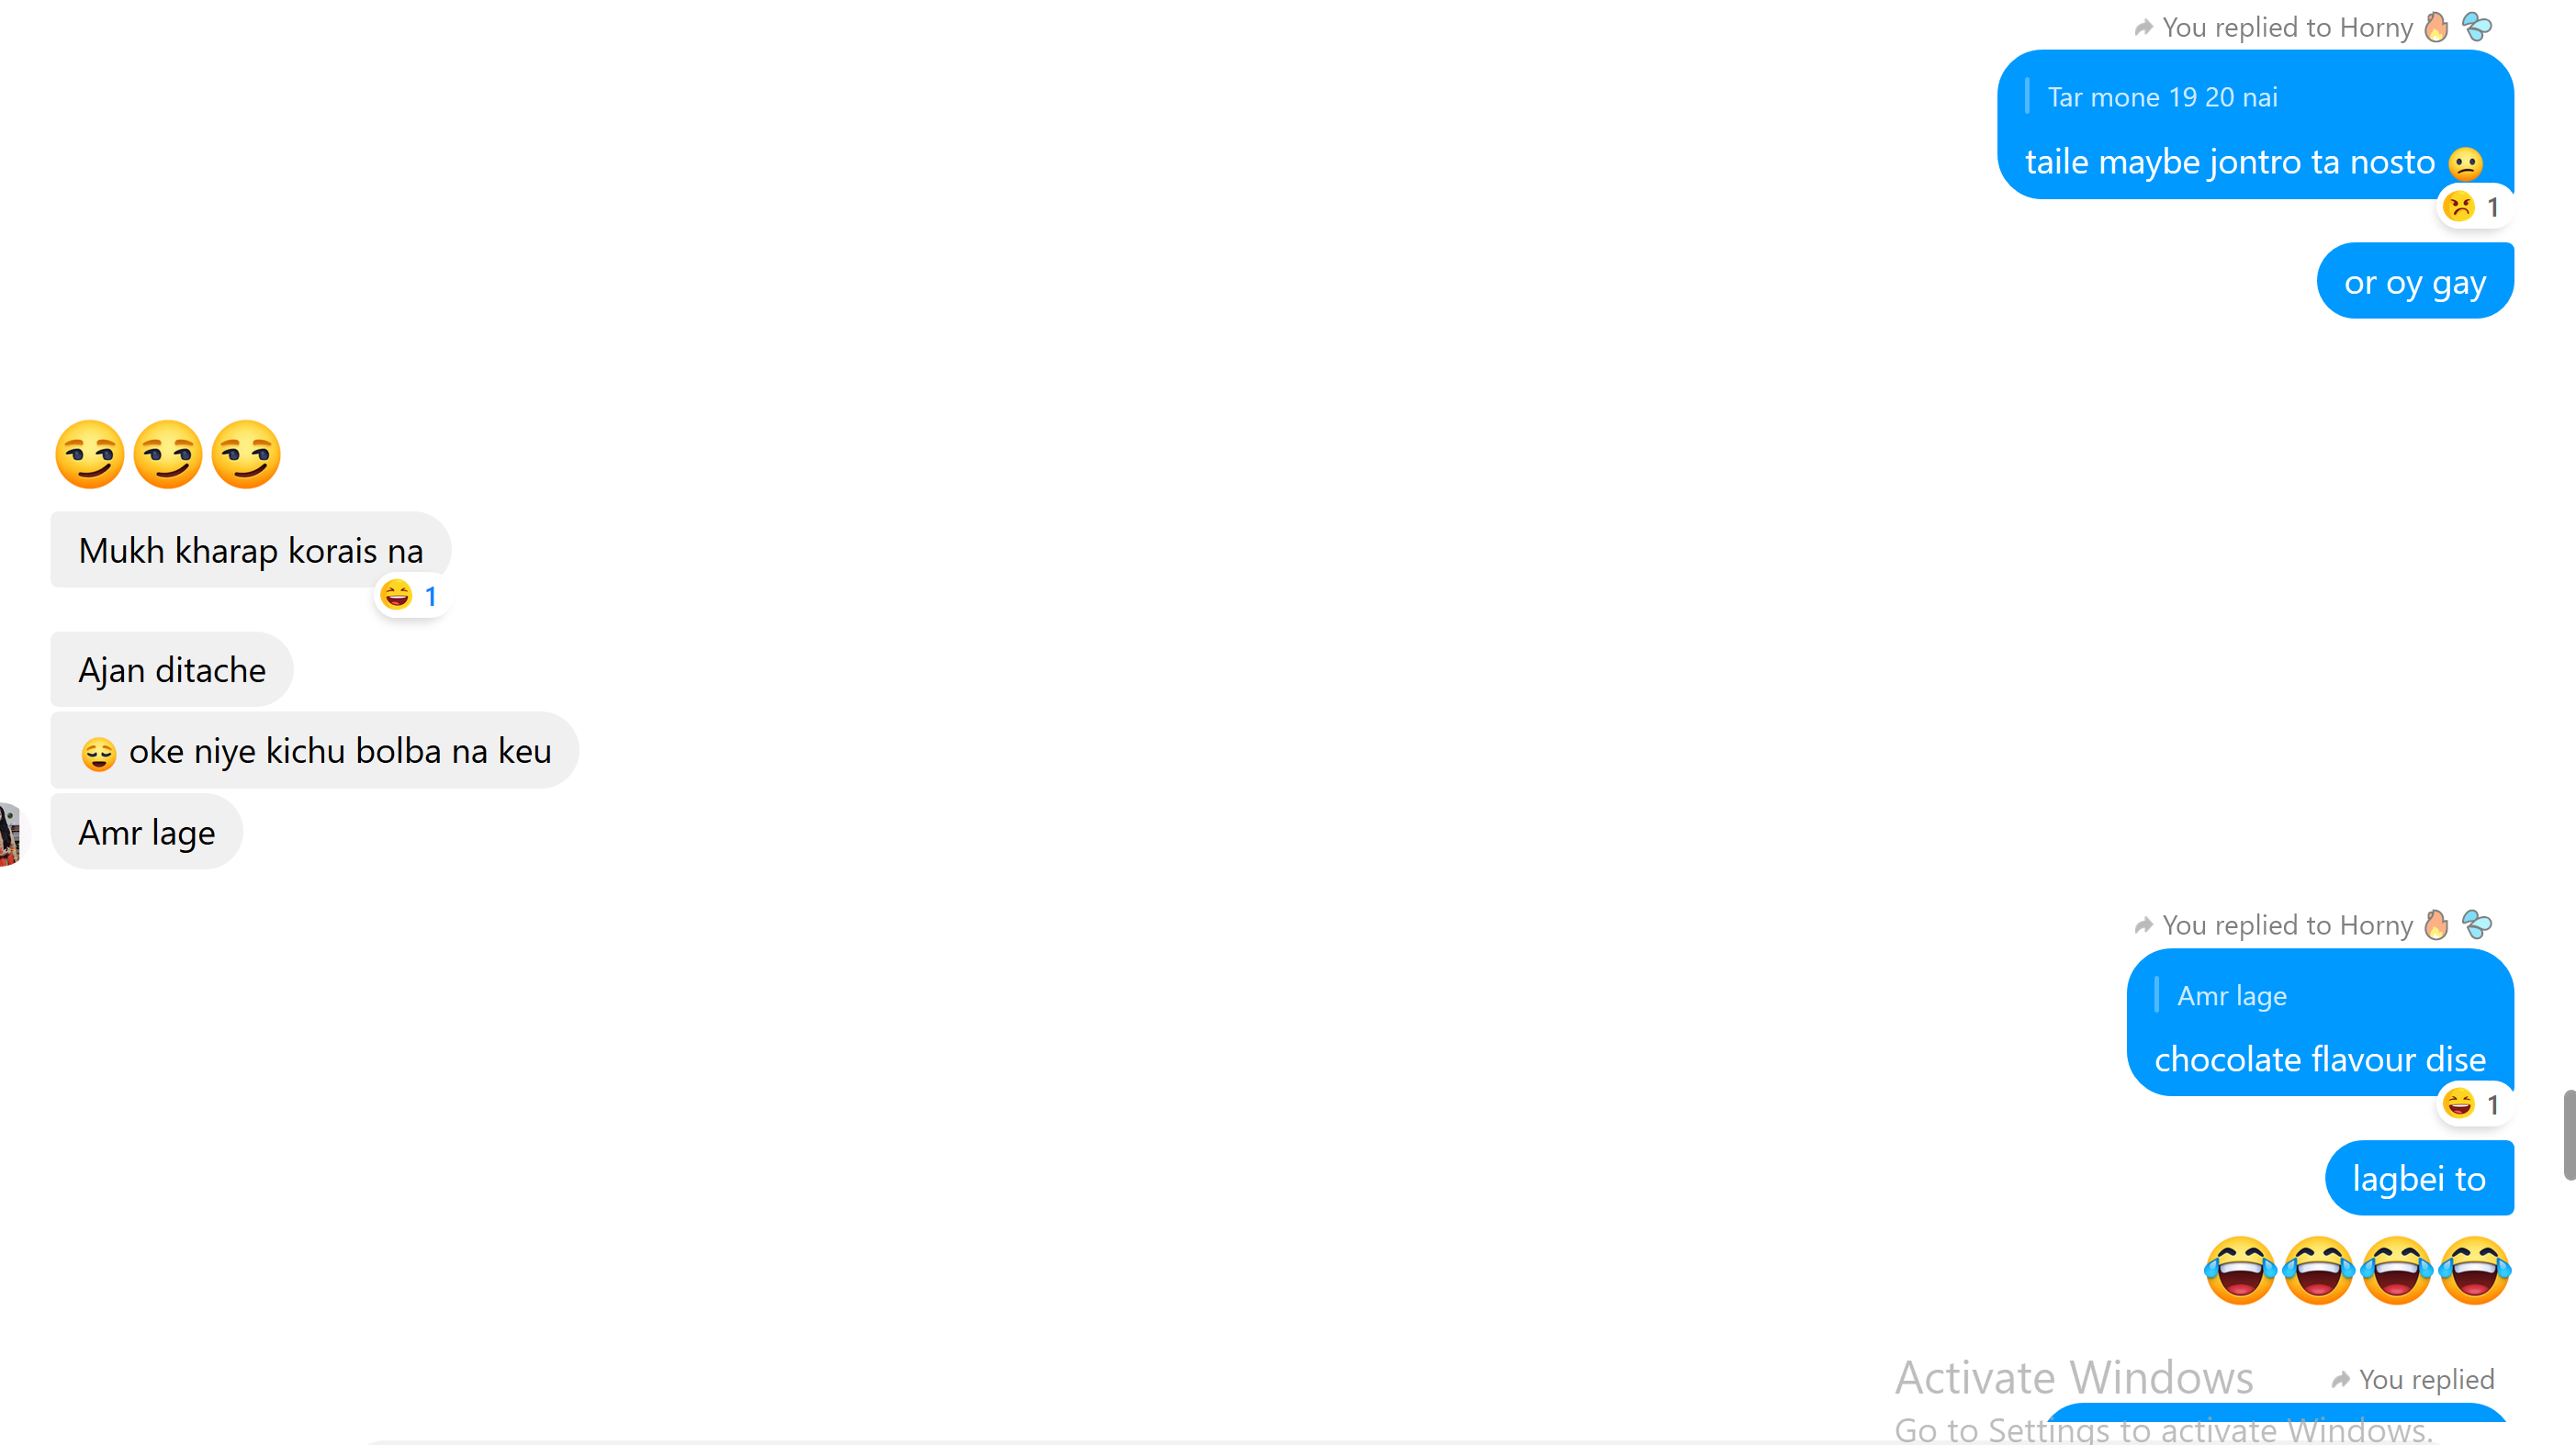 You replied to Horny 🔥 💦
Tar mone 19 20 nai
taile maybe jontro ta nosto 😕
😠 1
or oy gay
😏😏😏
Mukh kharap korais na
😆 1
Ajan ditache
😌 oke niye kichu bolba na keu
Amr lage
You replied to Horny 🔥 💦
Amr lage
chocolate flavour dise
😆 1
lagbei to
😂😂😂😂
You replied
Activate Windows
Go to Settings to activate Windows.